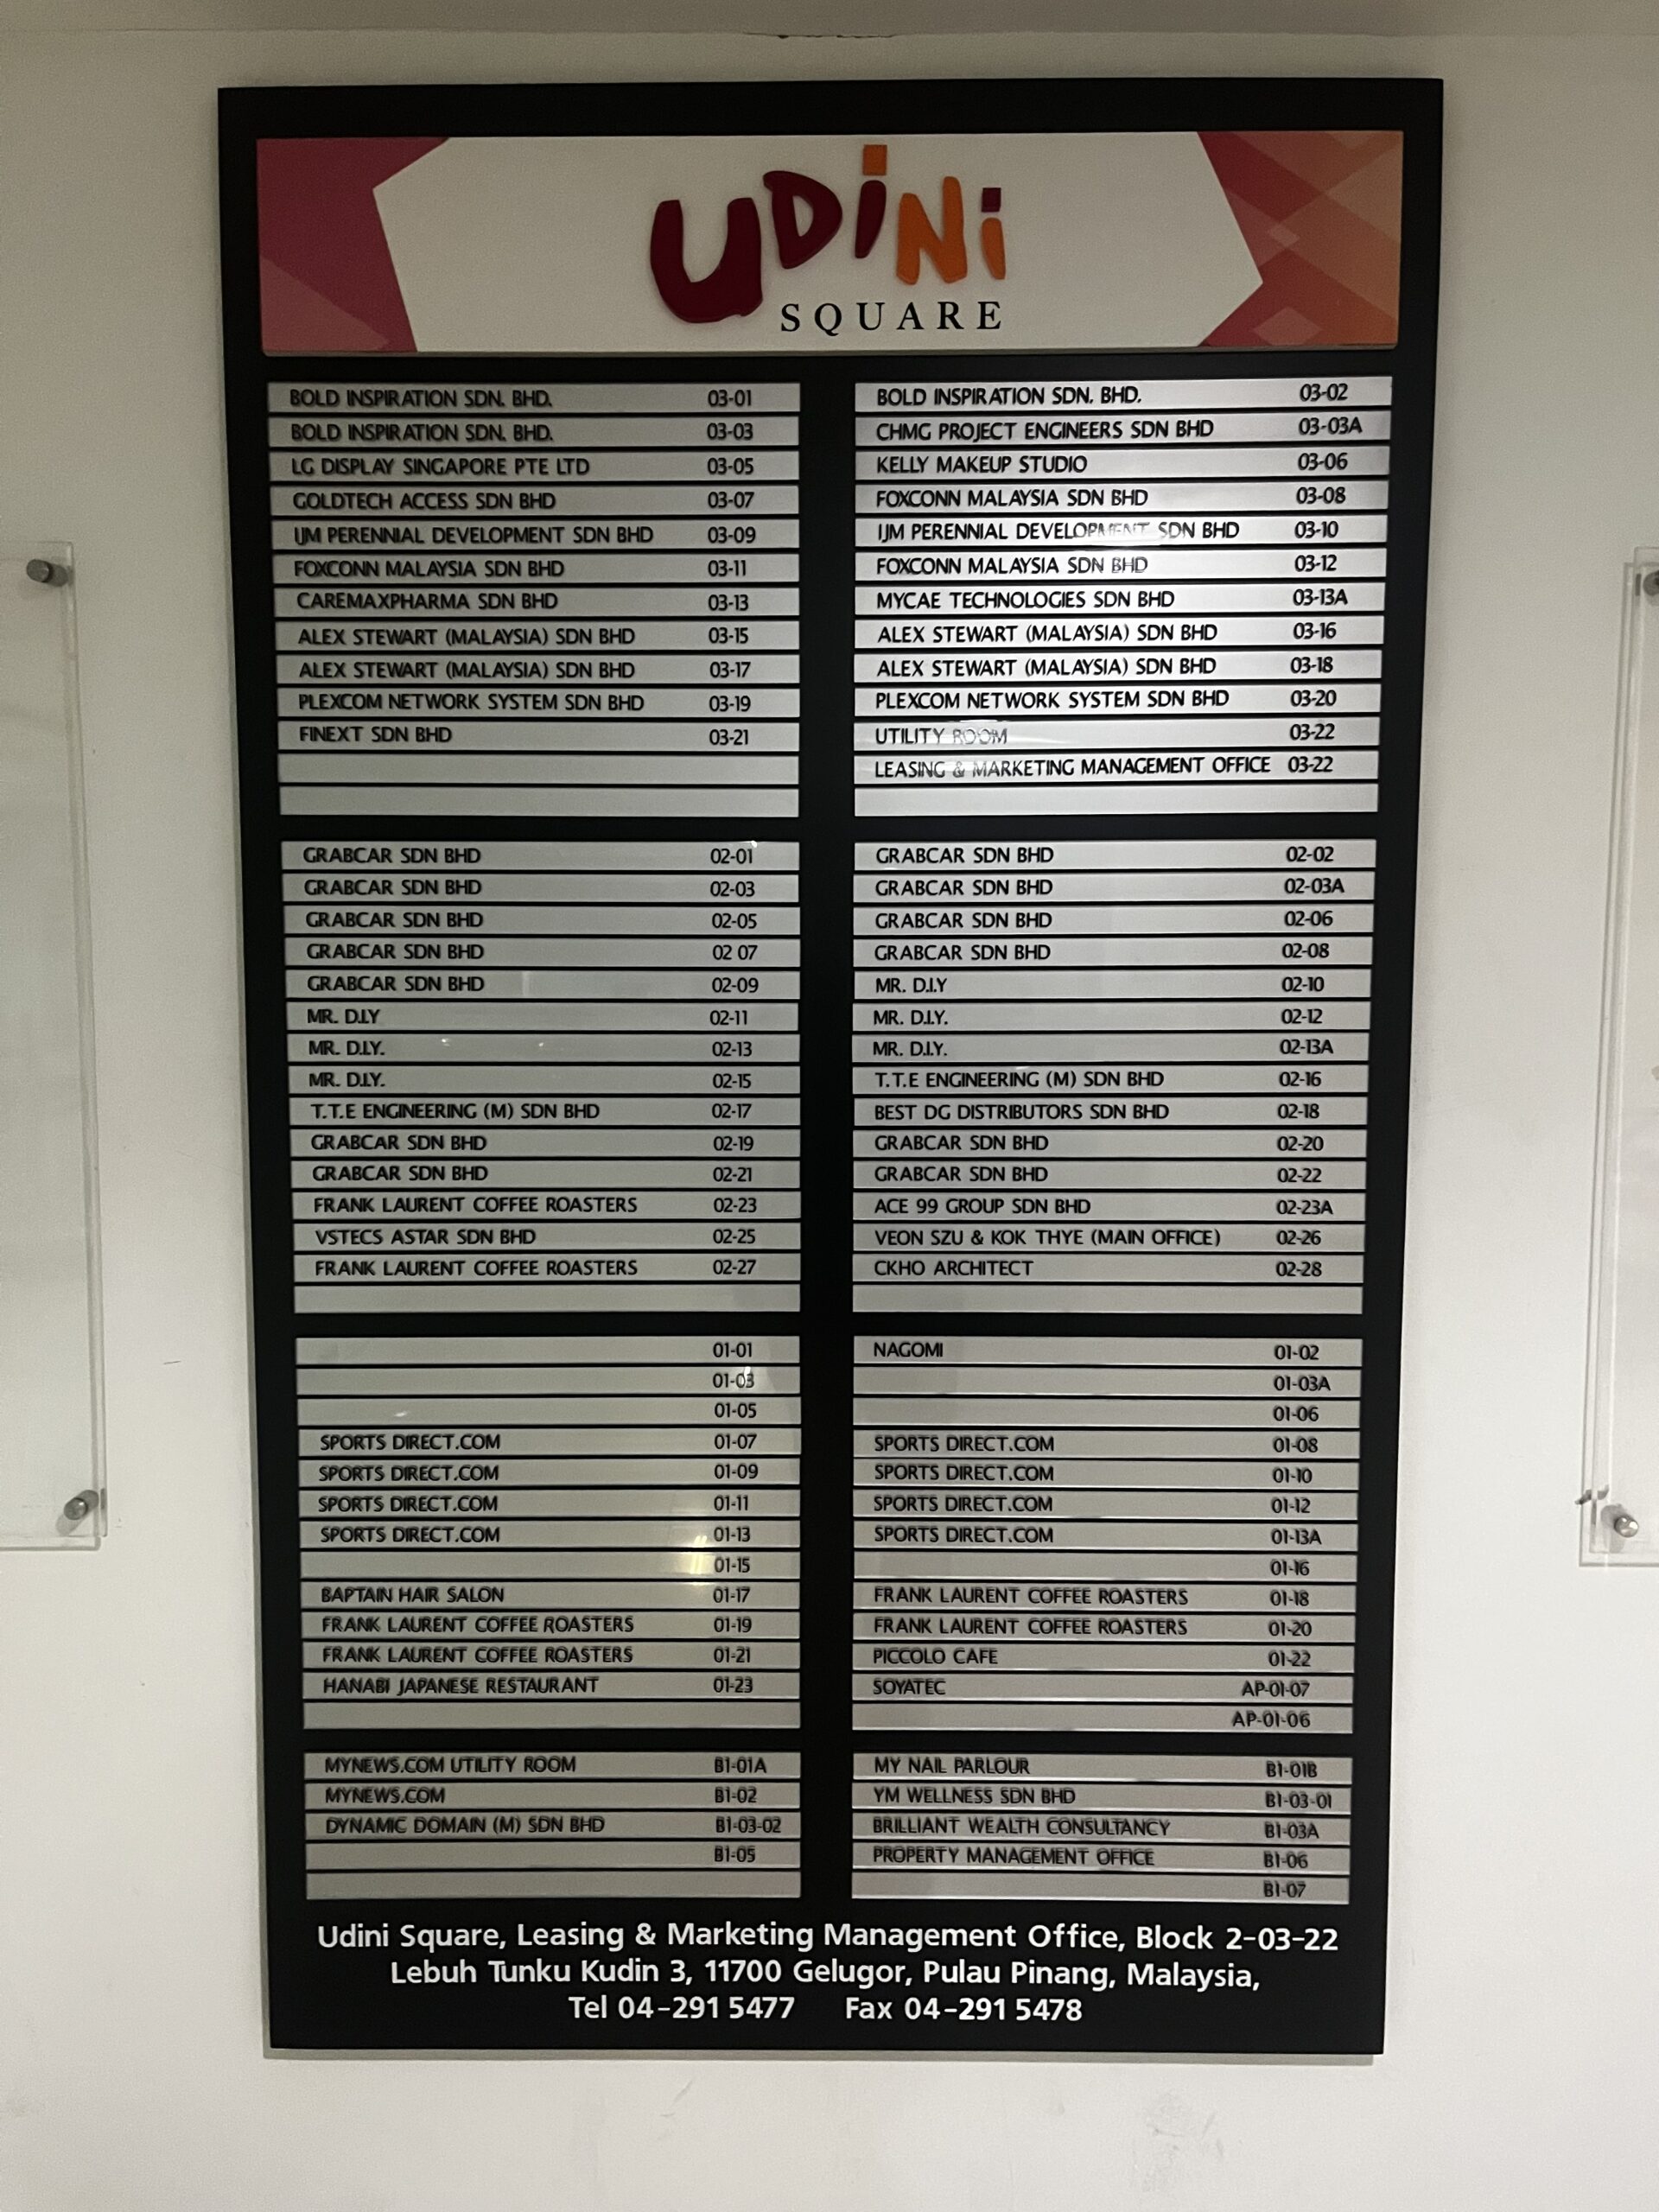 UDiNi
SQUARE
BOLD INSPIRATION SDN. BHD. 03-01
BOLD INSPIRATION SDN. BHD. 03-03
LG DISPLAY SINGAPORE PTE LTD 03-05
GOLDTECH ACCESS SDN BHD 03-07
IJM PERENNIAL DEVELOPMENT SDN BHD 03-09
FOXCONN MALAYSIA SDN BHD 03-11
CAREMAXPHARMA SDN BHD 03-13
ALEX STEWART (MALAYSIA) SDN BHD 03-15
ALEX STEWART (MALAYSIA) SDN BHD 03-17
PLEXCOM NETWORK SYSTEM SDN BHD 03-19
FINEXT SDN BHD 03-21
BOLD INSPIRATION SDN. BHD. 03-02
CHMG PROJECT ENGINEERS SDN BHD 03-03A
KELLY MAKEUP STUDIO 03-06
FOXCONN MALAYSIA SDN BHD 03-08
IJM PERENNIAL DEVELOPMENT SDN BHD 03-10
FOXCONN MALAYSIA SDN BHD 03-12
MYCAE TECHNOLOGIES SDN BHD 03-13A
ALEX STEWART (MALAYSIA) SDN BHD 03-16
ALEX STEWART (MALAYSIA) SDN BHD 03-18
PLEXCOM NETWORK SYSTEM SDN BHD 03-20
UTILITY ROOM 03-22
LEASING & MARKETING MANAGEMENT OFFICE 03-22
GRABCAR SDN BHD 02-01
GRABCAR SDN BHD 02-03
GRABCAR SDN BHD 02-05
GRABCAR SDN BHD 02 07
GRABCAR SDN BHD 02-09
MR. D.I.Y 02-11
MR. D.I.Y. 02-13
MR. D.I.Y. 02-15
T.T.E ENGINEERING (M) SDN BHD 02-17
GRABCAR SDN BHD 02-19
GRABCAR SDN BHD 02-21
FRANK LAURENT COFFEE ROASTERS 02-23
VSTECS ASTAR SDN BHD 02-25
FRANK LAURENT COFFEE ROASTERS 02-27
GRABCAR SDN BHD 02-02
GRABCAR SDN BHD 02-03A
GRABCAR SDN BHD 02-06
GRABCAR SDN BHD 02-08
MR. D.I.Y 02-10
MR. D.I.Y. 02-12
MR. D.I.Y. 02-13A
T.T.E ENGINEERING (M) SDN BHD 02-16
BEST DG DISTRIBUTORS SDN BHD 02-18
GRABCAR SDN BHD 02-20
GRABCAR SDN BHD 02-22
ACE 99 GROUP SDN BHD 02-23A
VEON SZU & KOK THYE (MAIN OFFICE) 02-26
CKHO ARCHITECT 02-28
01-01
01-03
01-05
SPORTS DIRECT.COM 01-07
SPORTS DIRECT.COM 01-09
SPORTS DIRECT.COM 01-11
SPORTS DIRECT.COM 01-13
01-15
BAPTAIN HAIR SALON 01-17
FRANK LAURENT COFFEE ROASTERS 01-19
FRANK LAURENT COFFEE ROASTERS 01-21
HANABI JAPANESE RESTAURANT 01-23
NAGOMI 01-02
01-03A
01-06
SPORTS DIRECT.COM 01-08
SPORTS DIRECT.COM 01-10
SPORTS DIRECT.COM 01-12
SPORTS DIRECT.COM 01-13A
01-16
FRANK LAURENT COFFEE ROASTERS 01-18
FRANK LAURENT COFFEE ROASTERS 01-20
PICCOLO CAFE 01-22
SOYATEC AP-01-07
AP-01-06
MYNEWS.COM UTILITY ROOM B1-01A
MYNEWS.COM B1-02
DYNAMIC DOMAIN (M) SDN BHD B1-03-02
B1-05
MY NAIL PARLOUR B1-01B
YM WELLNESS SDN BHD B1-03-01
BRILLIANT WEALTH CONSULTANCY B1-03A
PROPERTY MANAGEMENT OFFICE B1-06
B1-07
Udini Square, Leasing & Marketing Management Office, Block 2-03-22
Lebuh Tunku Kudin 3, 11700 Gelugor, Pulau Pinang, Malaysia,
Tel 04-291 5477 Fax 04-291 5478